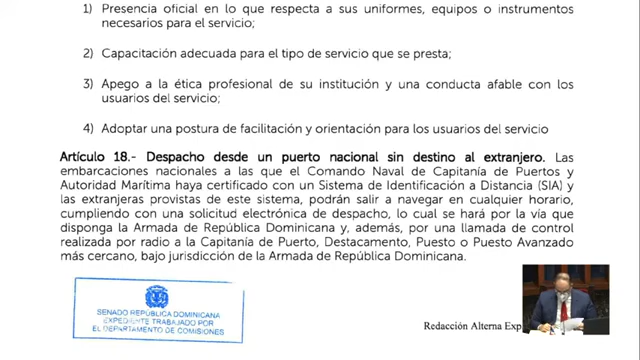 1) Presencia oficial en lo que respecta a sus uniformes, equipos o instrumentos
necesarios para el servicio;
2) Capacitación adecuada para el tipo de servicio que se presta;
3) Apego a la ética profesional de su institución y una conducta afable con los
usuarios del servicio;
4) Adoptar una postura de facilitación y orientación para los usuarios del servicio
Artículo 18.- Despacho desde un puerto nacional sin destino al extranjero. Las
embarcaciones nacionales a las que el Comando Naval de Capitanía de Puertos y
Autoridad Marítima haya certificado con un Sistema de Identificación a Distancia (SIA) y
las extranjeras provistas de este sistema, podrán salir a navegar en cualquier horario,
cumpliendo con una solicitud electrónica de despacho, lo cual se hará por la vía que
disponga la Armada de República Dominicana y, además, por una llamada de control
realizada por radio a la Capitanía de Puerto, Destacamento, Puesto o Puesto Avanzado
más cercano, bajo jurisdicción de la Armada de República Dominicana.
SENADO REPÚBLICA DOMINICANA
EXPEDIENTE TRABAJADO POR
EL DEPARTAMENTO DE COMISIONES
Redacción Alterna Exp